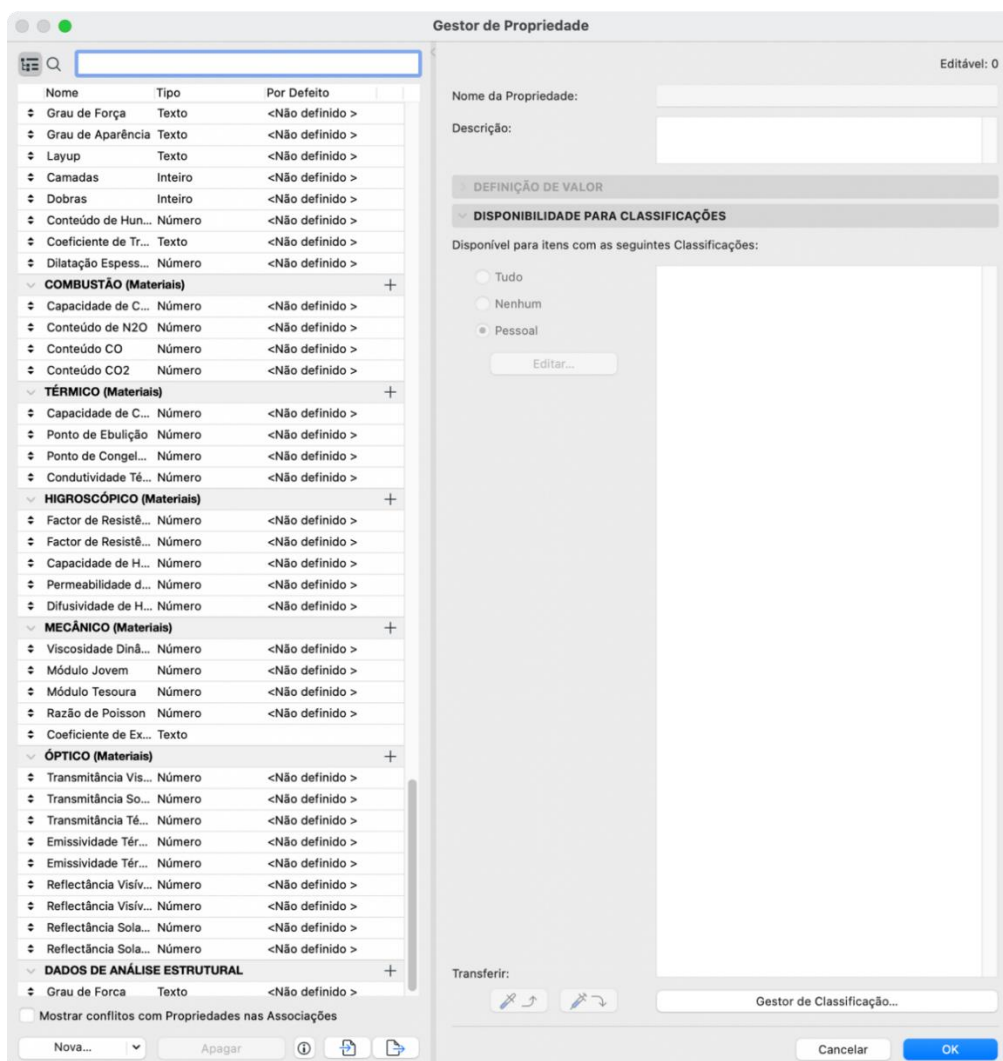 Gestor de Propriedade
Nome Tipo Por Defeito
Grau de Força Texto <Não definido >
Grau de Aparência Texto <Não definido >
Layup Texto <Não definido >
Camadas Inteiro <Não definido >
Dobras Inteiro <Não definido >
Conteúdo de Hun... Número <Não definido >
Coeficiente de Tr... Texto <Não definido >
Dilatação Espess... Número <Não definido >
COMBUSTÃO (Materiais)
Capacidade de C... Número <Não definido >
Conteúdo de N2O Número <Não definido >
Conteúdo CO Número <Não definido >
Conteúdo CO2 Número <Não definido >
TÉRMICO (Materiais)
Capacidade de C... Número <Não definido >
Ponto de Ebulição Número <Não definido >
Ponto de Congel... Número <Não definido >
Condutividade Té... Número <Não definido >
HIGROSCÓPICO (Materiais)
Factor de Resistê... Número <Não definido >
Factor de Resistê... Número <Não definido >
Capacidade de H... Número <Não definido >
Permeabilidade d... Número <Não definido >
Difusividade de H... Número <Não definido >
MECÂNICO (Materiais)
Viscosidade Dinâ... Número <Não definido >
Módulo Jovem Número <Não definido >
Módulo Tesoura Número <Não definido >
Razão de Poisson Número <Não definido >
Coeficiente de Ex... Texto
ÓPTICO (Materiais)
Transmitância Vis... Número <Não definido >
Transmitância So... Número <Não definido >
Transmitância Té... Número <Não definido >
Emissividade Tér... Número <Não definido >
Emissividade Tér... Número <Não definido >
Reflectância Visív... Número <Não definido >
Reflectância Visív... Número <Não definido >
Reflectância Sola... Número <Não definido >
Reflectância Sola... Número <Não definido >
DADOS DE ANÁLISE ESTRUTURAL
Grau de Força Texto <Não definido >
Mostrar conflitos com Propriedades nas Associações
Nova... Apagar
Editável: 0
Nome da Propriedade:
Descrição:
DEFINIÇÃO DE VALOR
DISPONIBILIDADE PARA CLASSIFICAÇÕES
Disponível para itens com as seguintes Classificações:
Tudo
Nenhum
Pessoal
Editar...
Transferir:
Gestor de Classificação...
Cancelar OK